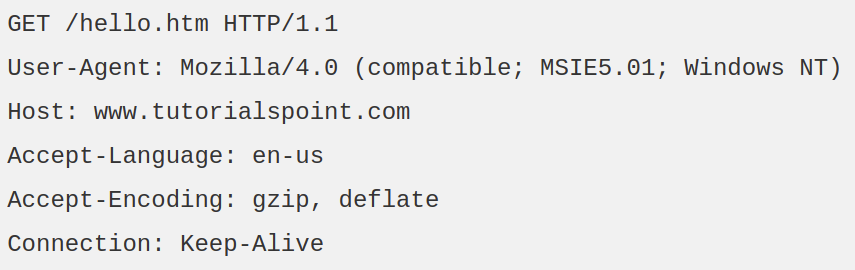 GET /hello.htm HTTP/1.1
User-Agent: Mozilla/4.0 (compatible; MSIE5.01; Windows NT)
Host: www.tutorialspoint.com
Accept-Language: en-us
Accept-Encoding: gzip, deflate
Connection: Keep-Alive